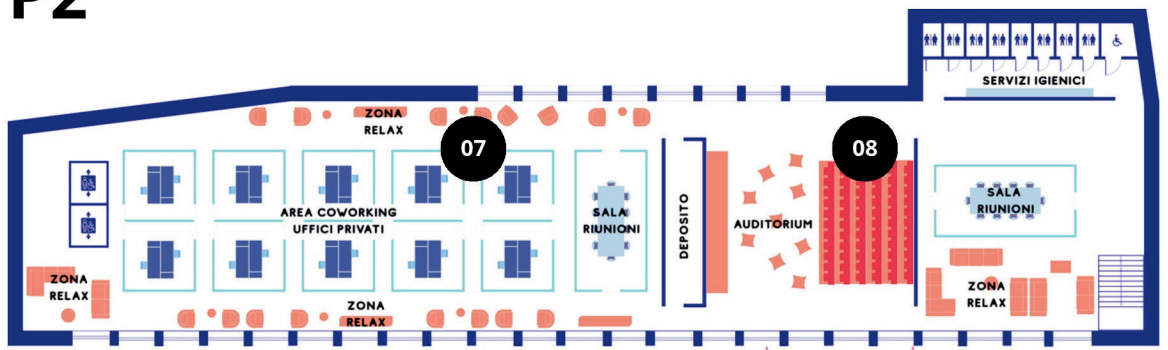 P2
SERVIZI IGIENICI
ZONA
RELAX
07
08
AREA COWORKING
UFFICI PRIVATI
SALA
RIUNIONI
DEPOSITO
AUDITORIUM
SALA
RIUNIONI
ZONA
RELAX
ZONA
RELAX
ZONA
RELAX